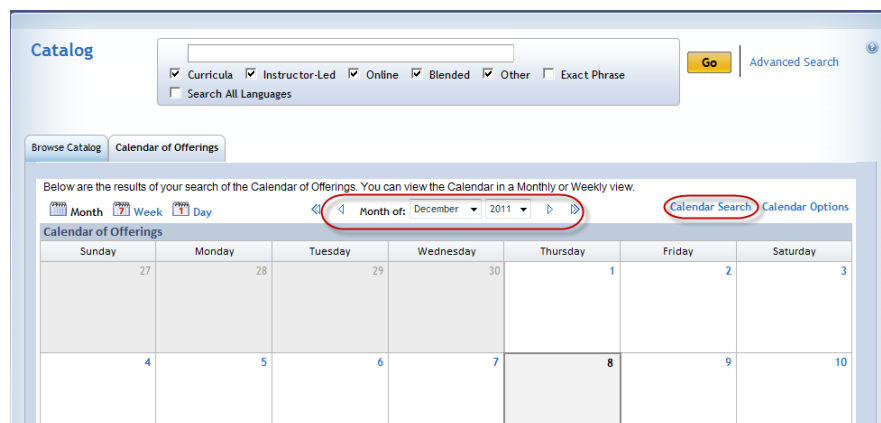 Catalog
Curricula Instructor-Led Online Blended Other Exact Phrase
Search All Languages
Go
Advanced Search
Browse Catalog Calendar of Offerings
Below are the results of your search of the Calendar of Offerings. You can view the Calendar in a Monthly or Weekly view.
Month 7 Week 1 Day Month of: December 2011 Calendar Search Calendar Options
Calendar of Offerings
Sunday Monday Tuesday Wednesday Thursday Friday Saturday
27 28 29 30 1 2 3
4 5 6 7 8 9 10